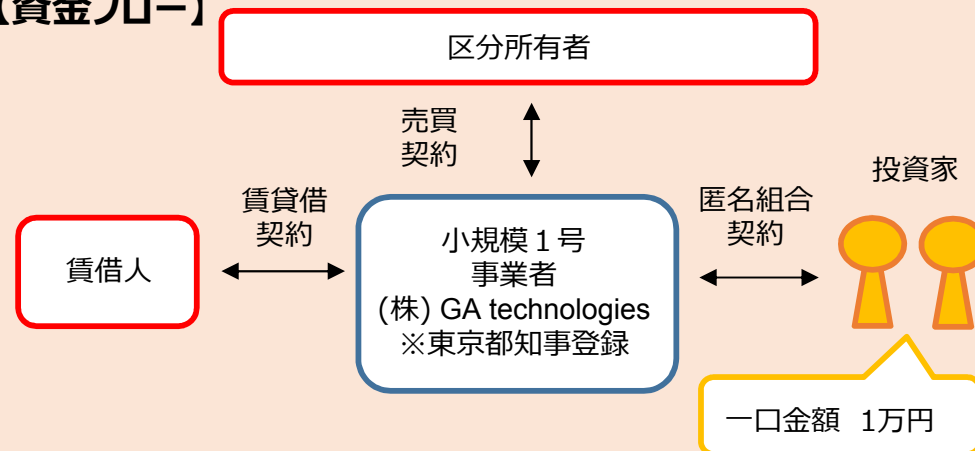 【資金フロー】
区分所有者
売買
契約
投資家
賃貸借
契約
匿名組合
契約
賃借人
小規模１号
事業者
(株) GA technologies
※東京都知事登録
一口金額 1万円